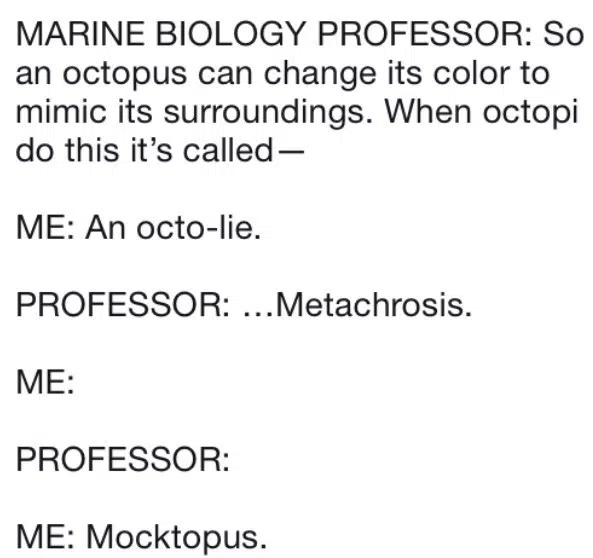 MARINE BIOLOGY PROFESSOR: So
an octopus can change its color to
mimic its surroundings. When octopi
do this it’s called—
ME: An octo-lie.
PROFESSOR: …Metachrosis.
ME:
PROFESSOR:
ME: Mocktopus.